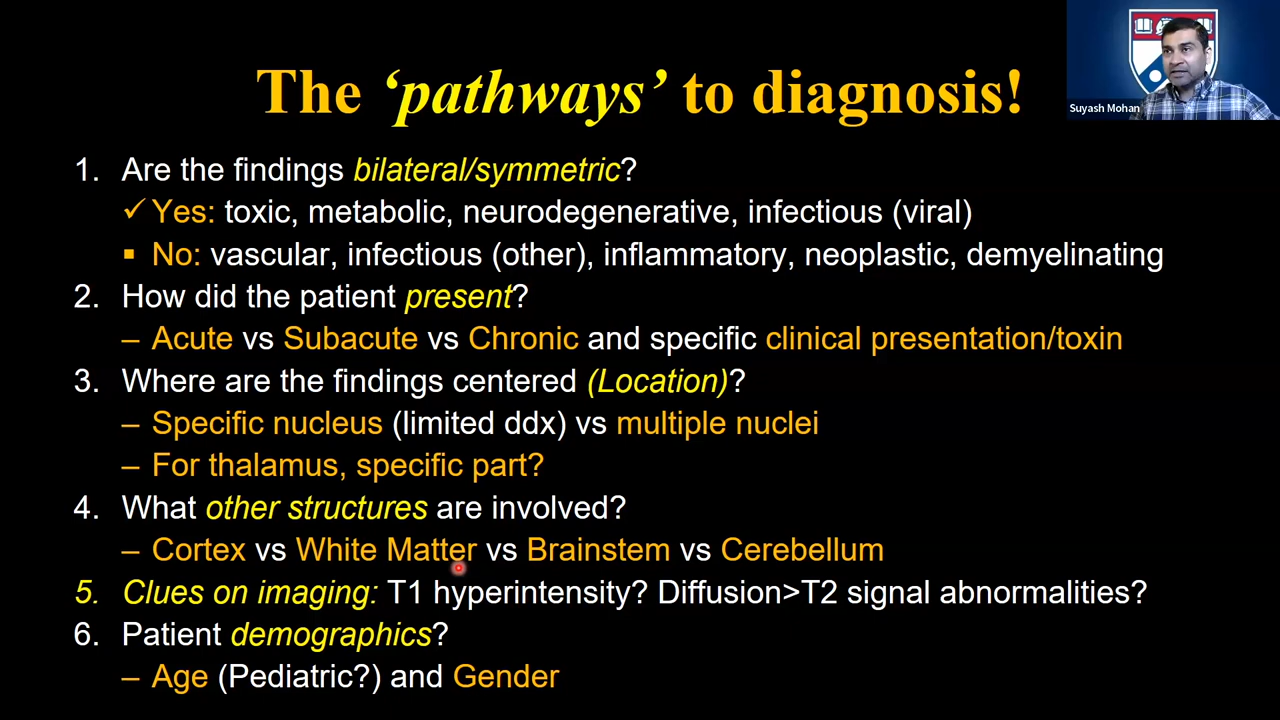 The ‘pathways’ to diagnosis!
Suyash Mohan
1. Are the findings bilateral/symmetric?
✓ Yes: toxic, metabolic, neurodegenerative, infectious (viral)
▪ No: vascular, infectious (other), inflammatory, neoplastic, demyelinating
2. How did the patient present?
– Acute vs Subacute vs Chronic and specific clinical presentation/toxin
3. Where are the findings centered (Location)?
– Specific nucleus (limited ddx) vs multiple nuclei
– For thalamus, specific part?
4. What other structures are involved?
– Cortex vs White Matter vs Brainstem vs Cerebellum
5. Clues on imaging: T1 hyperintensity? Diffusion>T2 signal abnormalities?
6. Patient demographics?
– Age (Pediatric?) and Gender